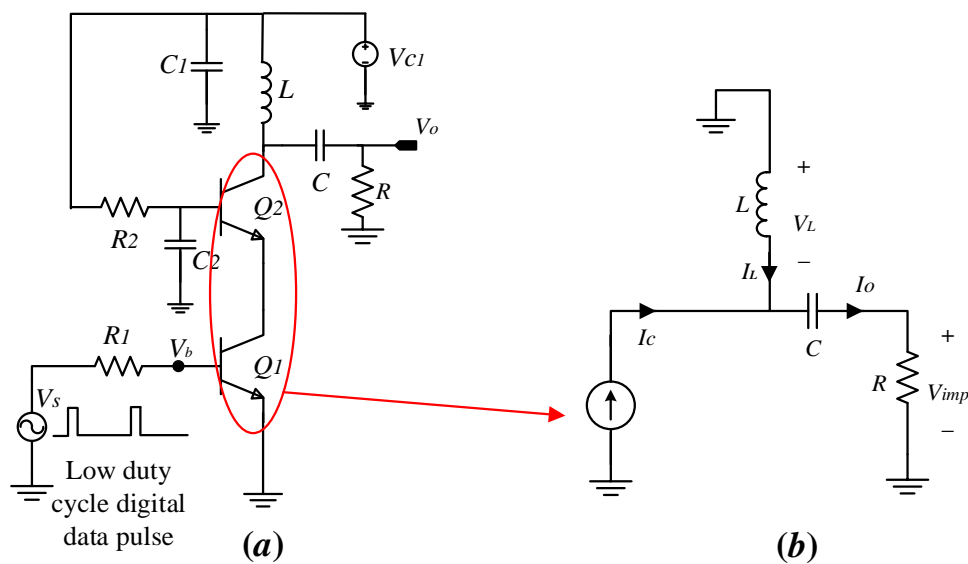 C1
L
VC1
Vo
C
R
R2
C2
Q2
R1
Vb
Q1
Vs
Low duty
cycle digital
data pulse
(a)
+
L
VL
−
IL
Ic
C
Io
+
R
Vimp
−
(b)